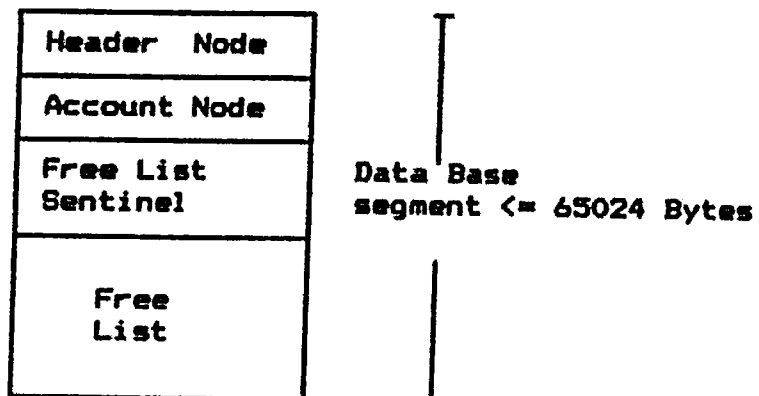 Header Node
Account Node
Free List
Sentinel
Data Base
segment <= 65024 Bytes
Free
List